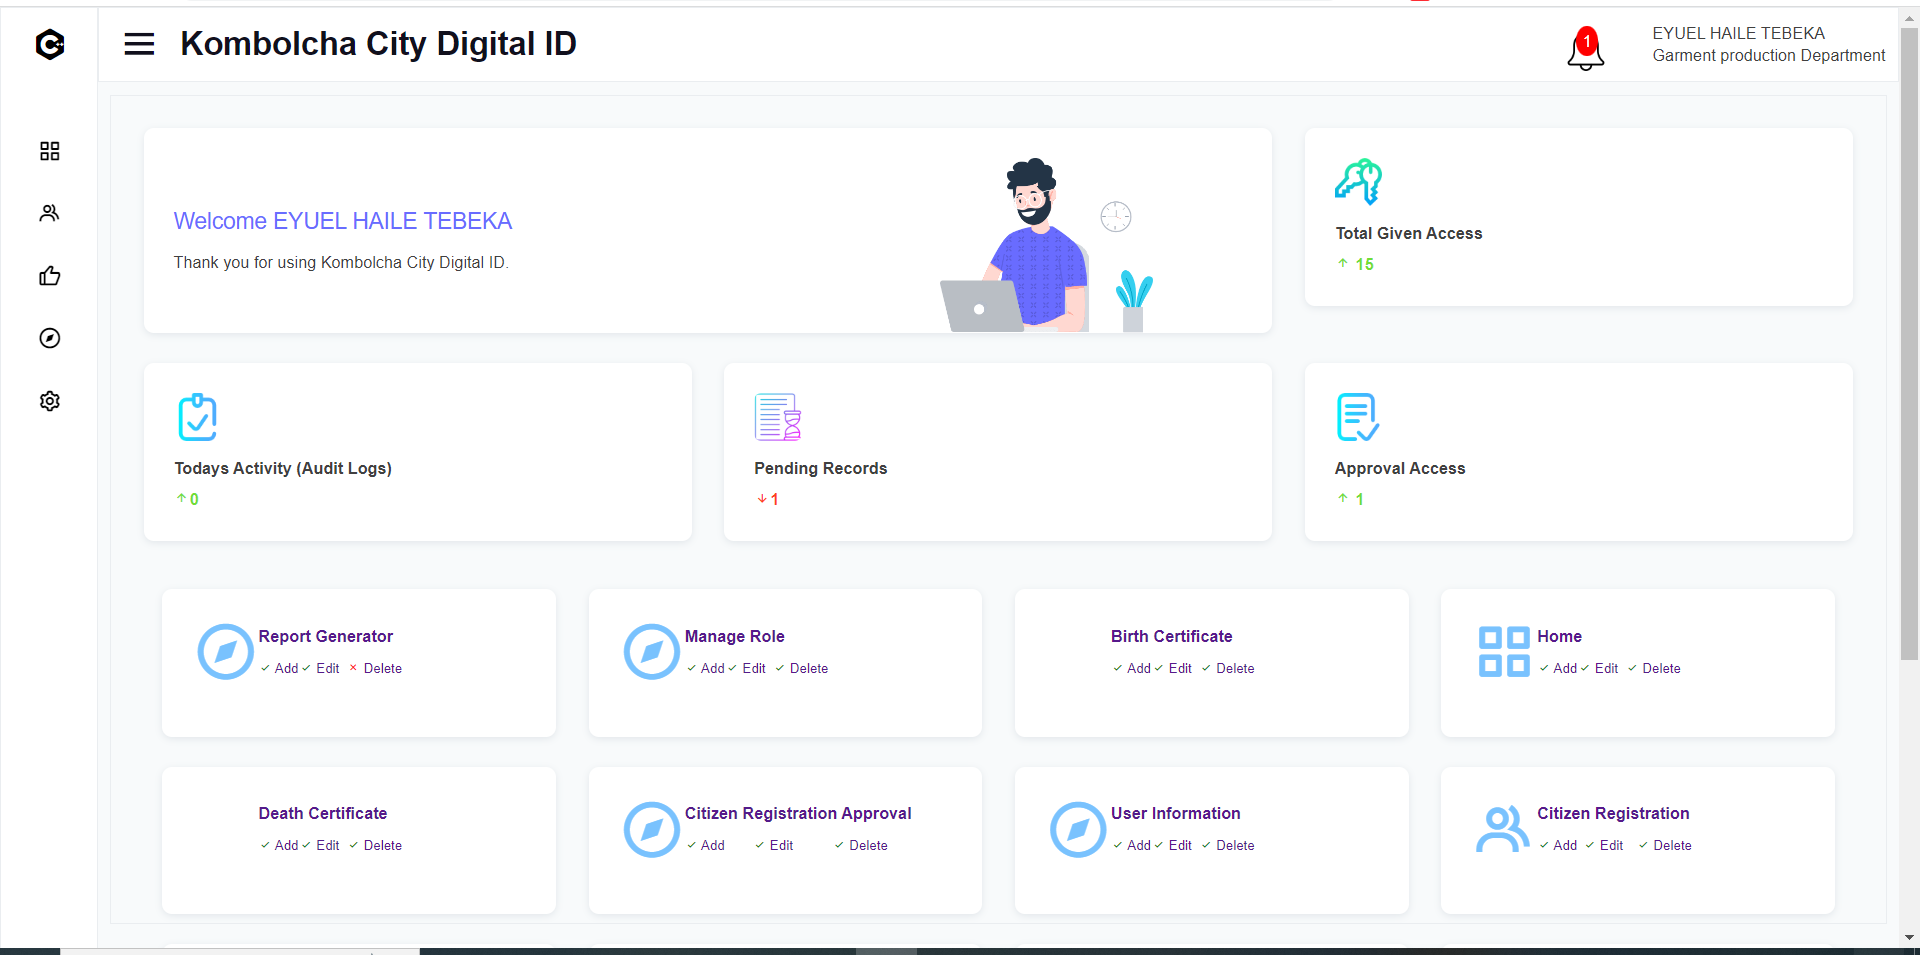 Kombolcha City Digital ID
1
EYUEL HAILE TEBEKA
Garment production Department
Welcome EYUEL HAILE TEBEKA
Thank you for using Kombolcha City Digital ID.
Total Given Access
15
Todays Activity (Audit Logs)
0
Pending Records
1
Approval Access
1
Report Generator
Add Edit Delete
Manage Role
Add Edit Delete
Birth Certificate
Add Edit Delete
Home
Add Edit Delete
Death Certificate
Add Edit Delete
Citizen Registration Approval
Add Edit Delete
User Information
Add Edit Delete
Citizen Registration
Add Edit Delete